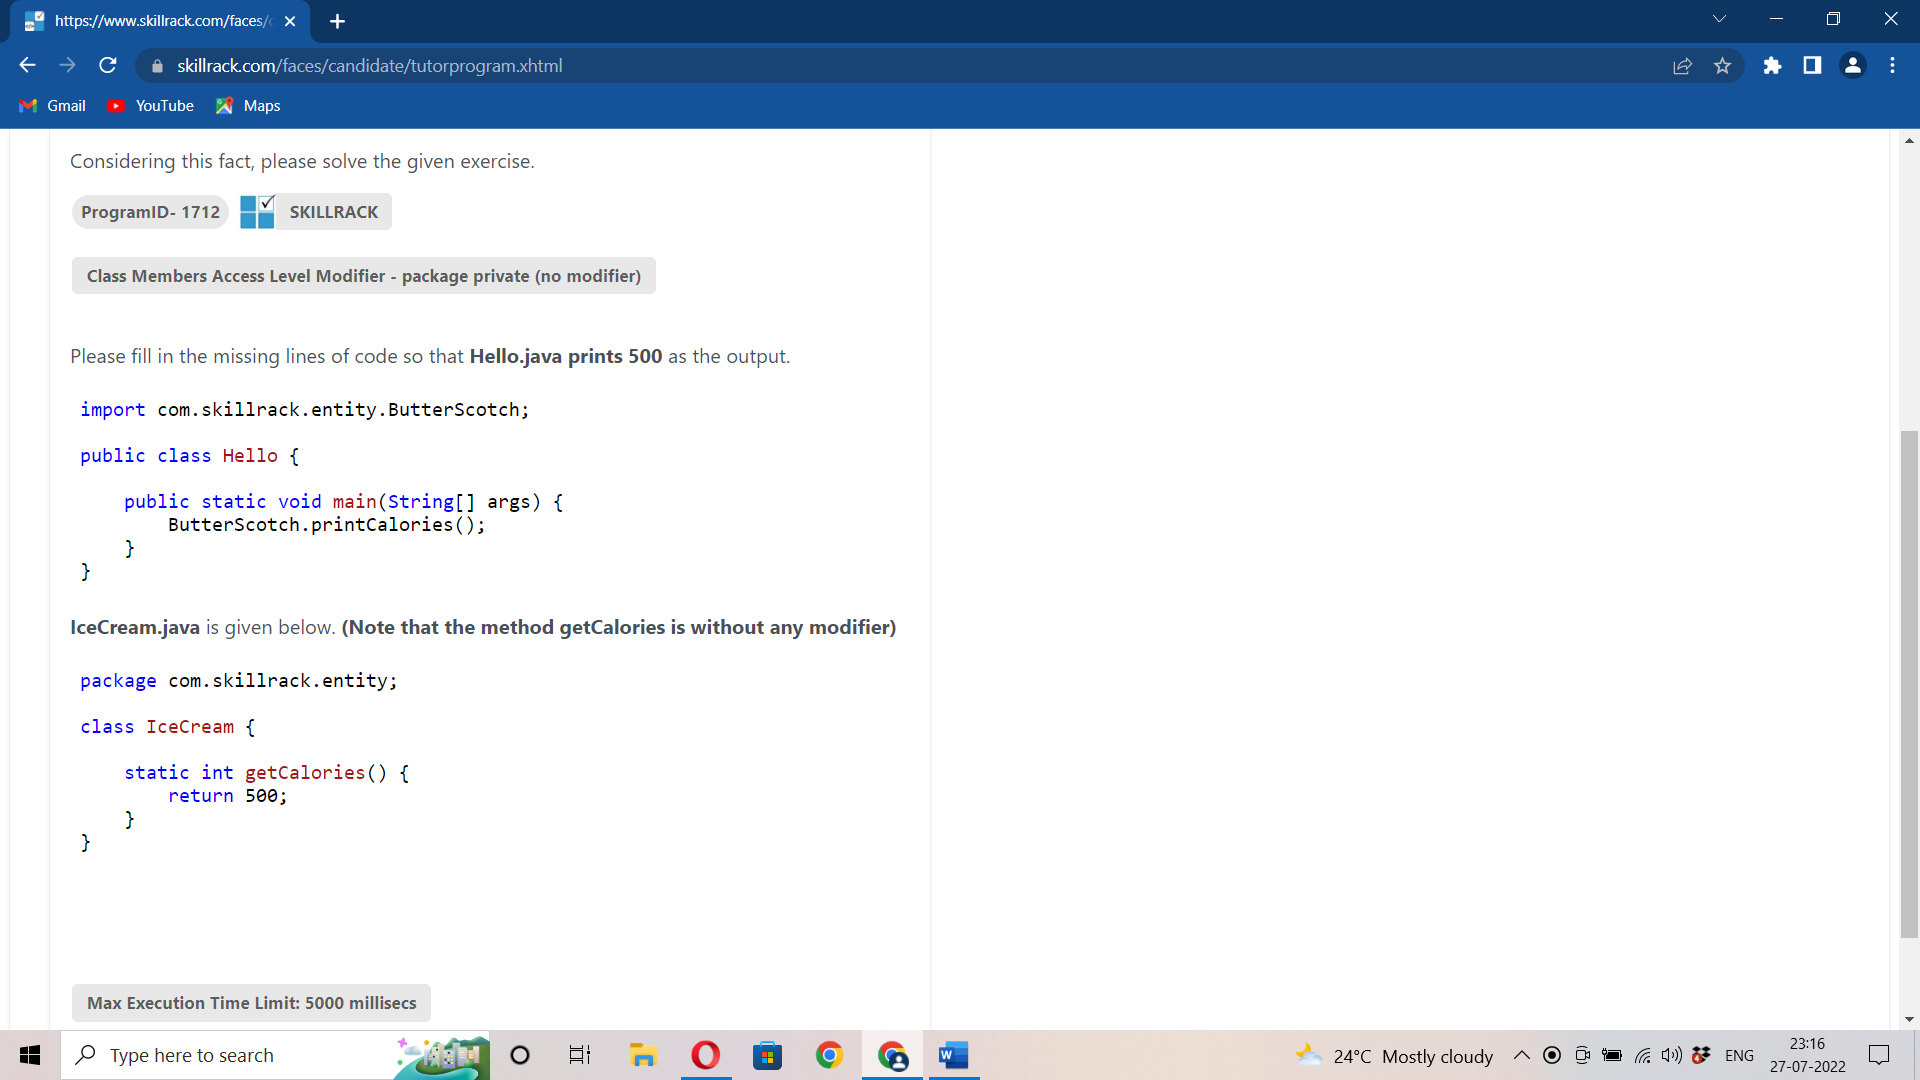 https://www.skillrack.com/faces/c
skillrack.com/faces/candidate/tutorprogram.xhtml
Gmail YouTube Maps
Considering this fact, please solve the given exercise.
ProgramID- 1712 SKILLRACK
Class Members Access Level Modifier - package private (no modifier)
Please fill in the missing lines of code so that Hello.java prints 500 as the output.
import com.skillrack.entity.ButterScotch;
public class Hello {
public static void main(String[] args) {
ButterScotch.printCalories();
}
}
IceCream.java is given below. (Note that the method getCalories is without any modifier)
package com.skillrack.entity;
class IceCream {
static int getCalories() {
return 500;
}
}
Max Execution Time Limit: 5000 millisecs
Type here to search
24°C Mostly cloudy
ENG
23:16
27-07-2022